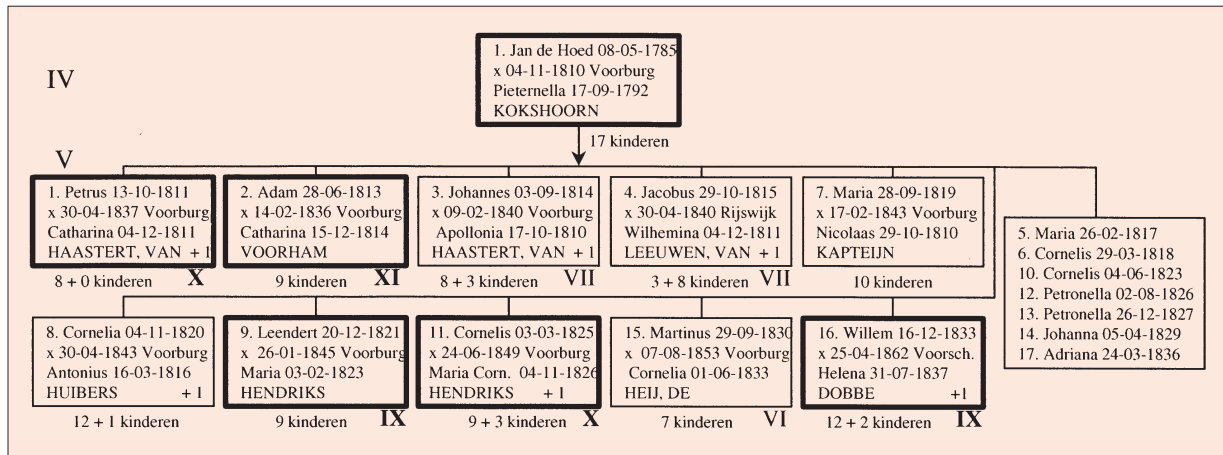 IV
1. Jan de Hoed 08-05-1785
x 04-11-1810 Voorburg
Pieternella 17-09-1792
KOKSHOORN
17 kinderen
V
1. Petrus 13-10-1811
x 30-04-1837 Voorburg
Catharina 04-12-1811
HAASTERT, VAN + 1
8 + 0 kinderen X
2. Adam 28-06-1813
x 14-02-1836 Voorburg
Catharina 15-12-1814
VOORHAM
9 kinderen XI
3. Johannes 03-09-1814
x 09-02-1840 Voorburg
Apollonia 17-10-1810
HAASTERT, VAN + 1
8 + 3 kinderen VII
4. Jacobus 29-10-1815
x 30-04-1840 Rijswijk
Wilhemina 04-12-1811
LEEUWEN, VAN + 1
3 + 8 kinderen VII
7. Maria 28-09-1819
x 17-02-1843 Voorburg
Nicolaas 29-10-1810
KAPTEIJN
10 kinderen
5. Maria 26-02-1817
6. Cornelis 29-03-1818
10. Cornelis 04-06-1823
12. Petronella 02-08-1826
13. Petronella 26-12-1827
14. Johanna 05-04-1829
17. Adriana 24-03-1836
8. Cornelia 04-11-1820
x 30-04-1843 Voorburg
Antonius 16-03-1816
HUIBERS + 1
12 + 1 kinderen
9. Leendert 20-12-1821
x 26-01-1845 Voorburg
Maria 03-02-1823
HENDRIKS
9 kinderen IX
11. Cornelis 03-03-1825
x 24-06-1849 Voorburg
Maria Corn. 04-11-1826
HENDRIKS + 1
9 + 3 kinderen X
15. Martinus 29-09-1830
x 07-08-1853 Voorburg
Cornelia 01-06-1833
HEIJ, DE
7 kinderen VI
16. Willem 16-12-1833
x 25-04-1862 Voorsch.
Helena 31-07-1837
DOBBE +1
12 + 2 kinderen IX